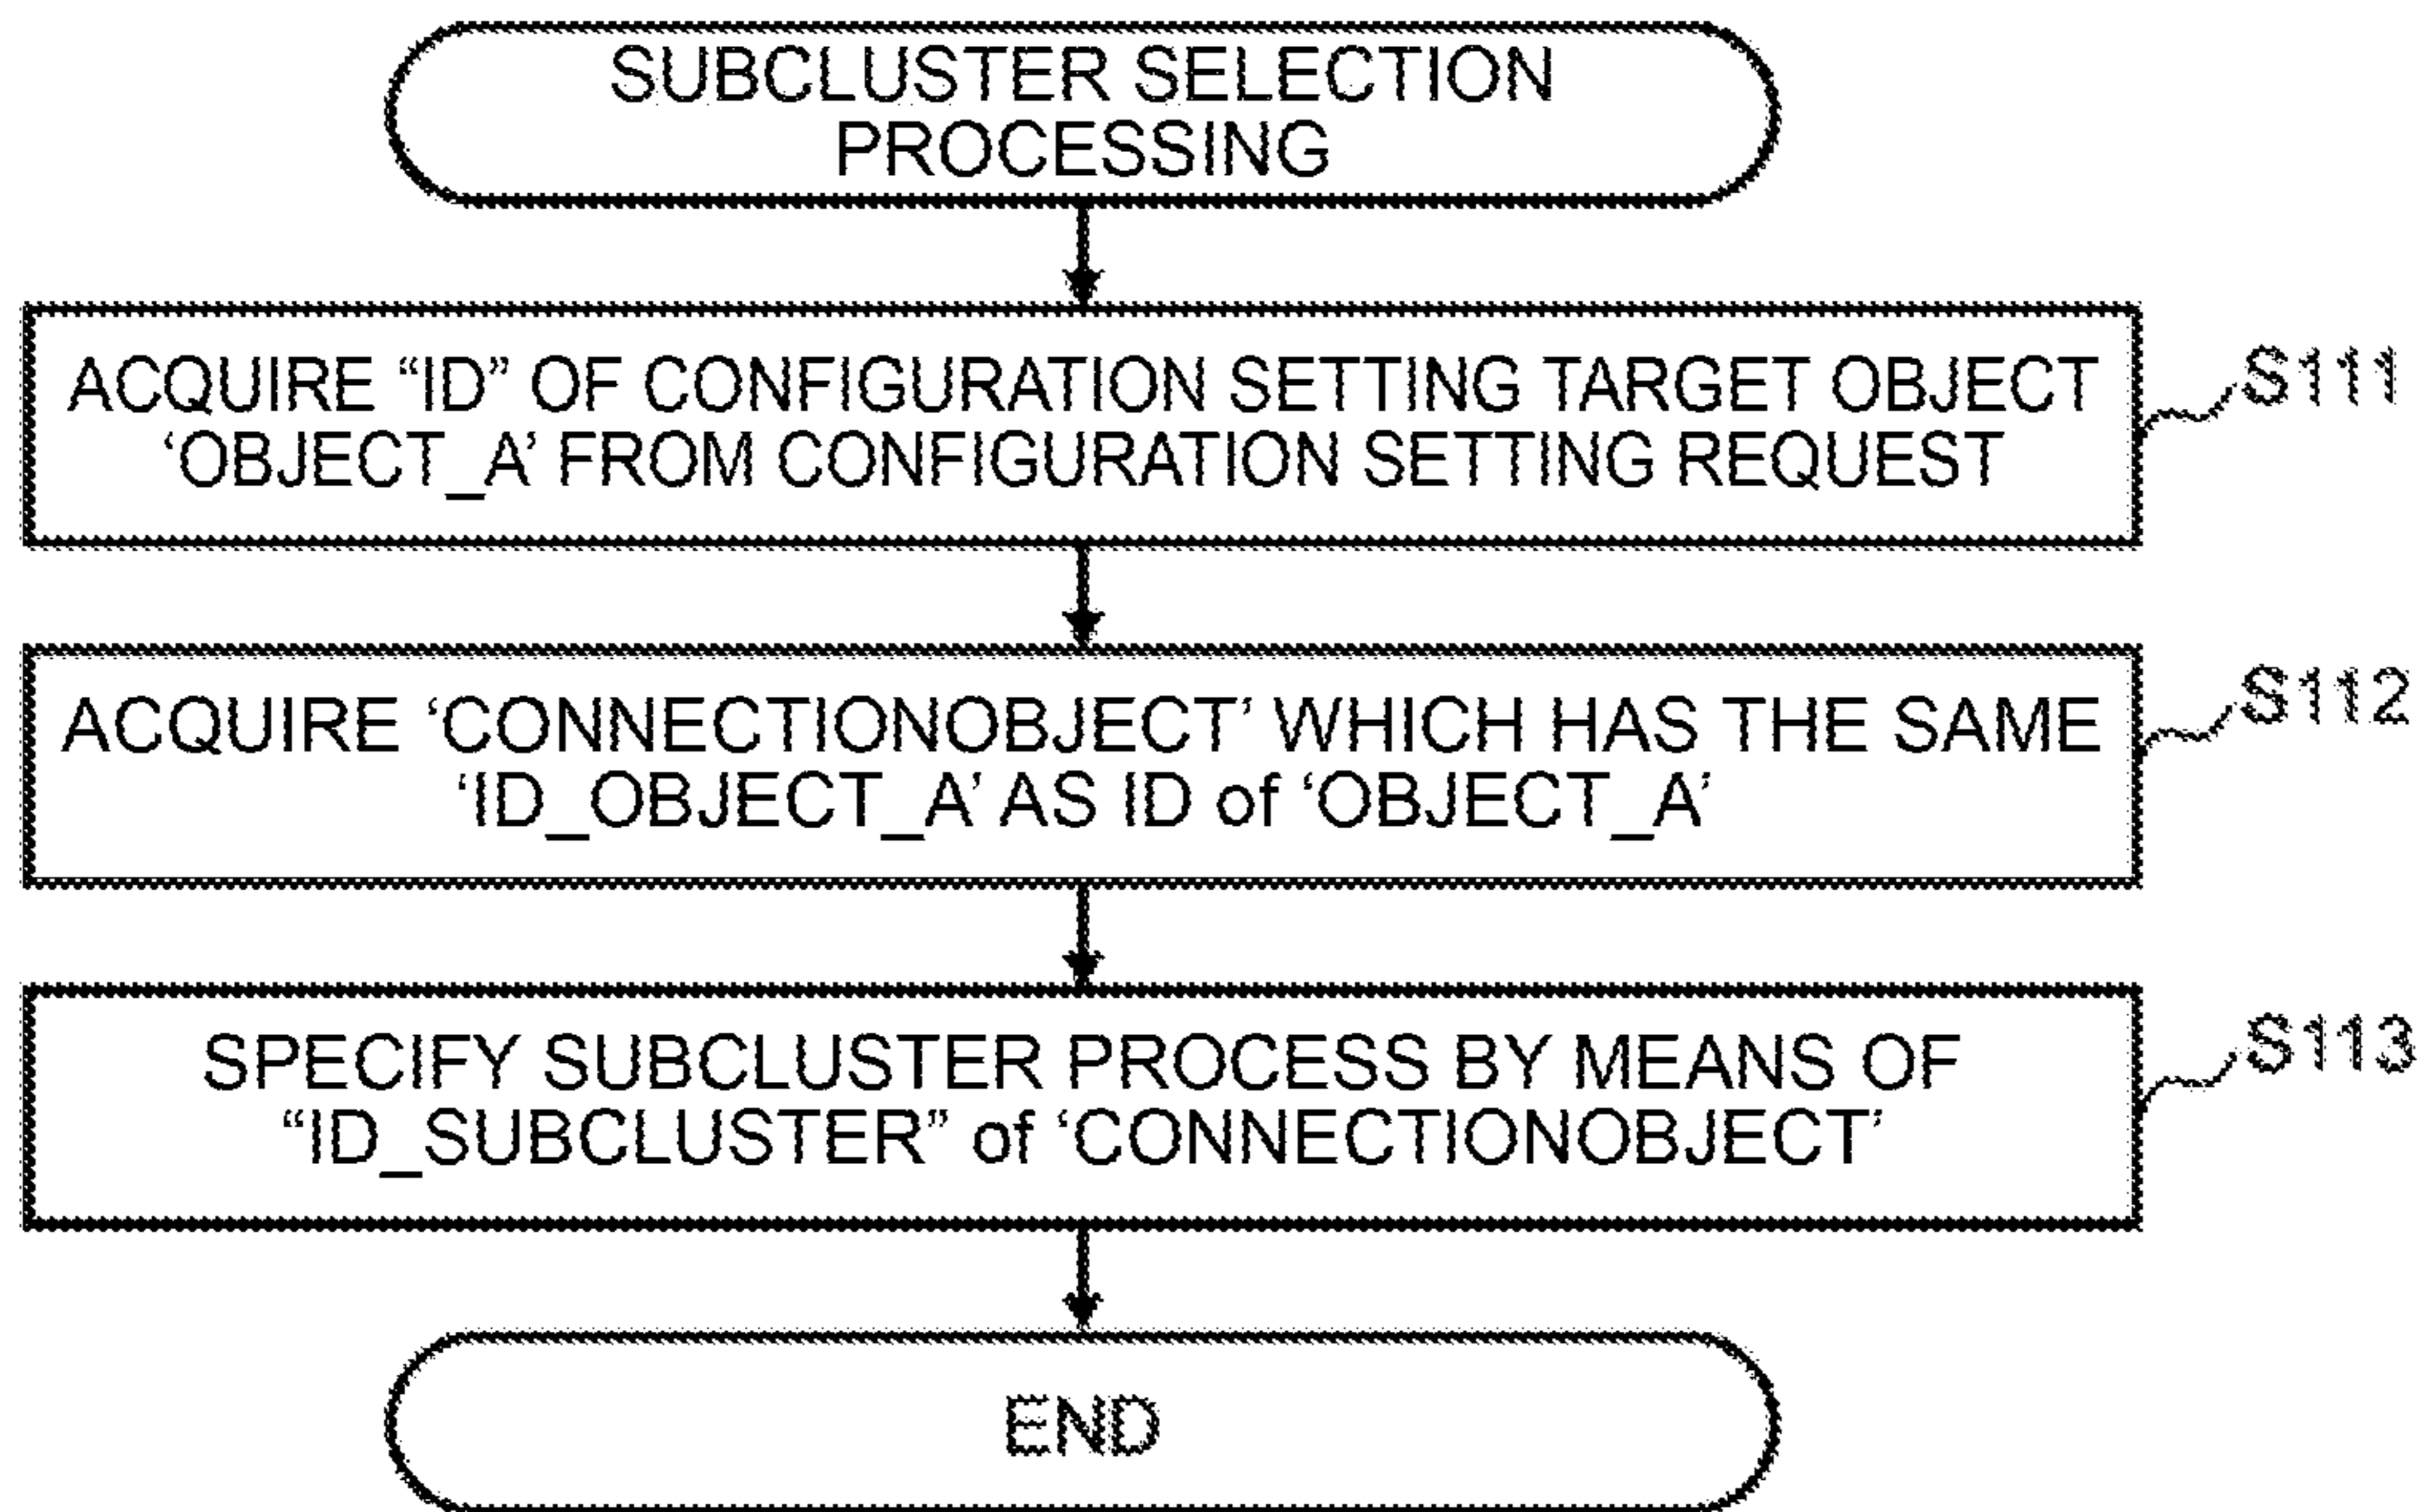 SUBCLUSTER SELECTION
PROCESSING
ACQUIRE “ID” OF CONFIGURATION SETTING TARGET OBJECT
‘OBJECT_A’ FROM CONFIGURATION SETTING REQUEST
S111
ACQUIRE ‘CONNECTIONOBJECT’ WHICH HAS THE SAME
‘ID_OBJECT_A’ AS ID of ‘OBJECT_A’
S112
SPECIFY SUBCLUSTER PROCESS BY MEANS OF
“ID_SUBCLUSTER” of ‘CONNECTIONOBJECT’
S113
END